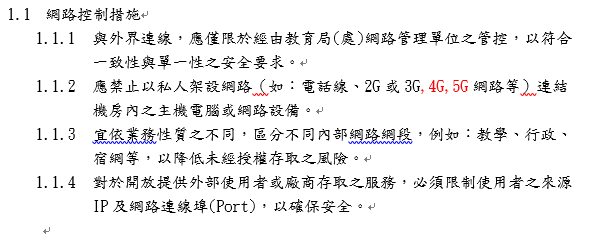 1.1 網路控制措施
1.1.1 與外界連線，應僅限於經由教育局(處)網路管理單位之管控，以符合
一致性與單一性之安全要求。
1.1.2 應禁止以私人架設網路（如：電話線、2G 或 3G,4G,5G 網路等）連結
機房內之主機電腦或網路設備。
1.1.3 宜依業務性質之不同，區分不同內部網路網段，例如：教學、行政、
宿網等，以降低未經授權存取之風險。
1.1.4 對於開放提供外部使用者或廠商存取之服務，必須限制使用者之來源
IP 及網路連線埠(Port)，以確保安全。